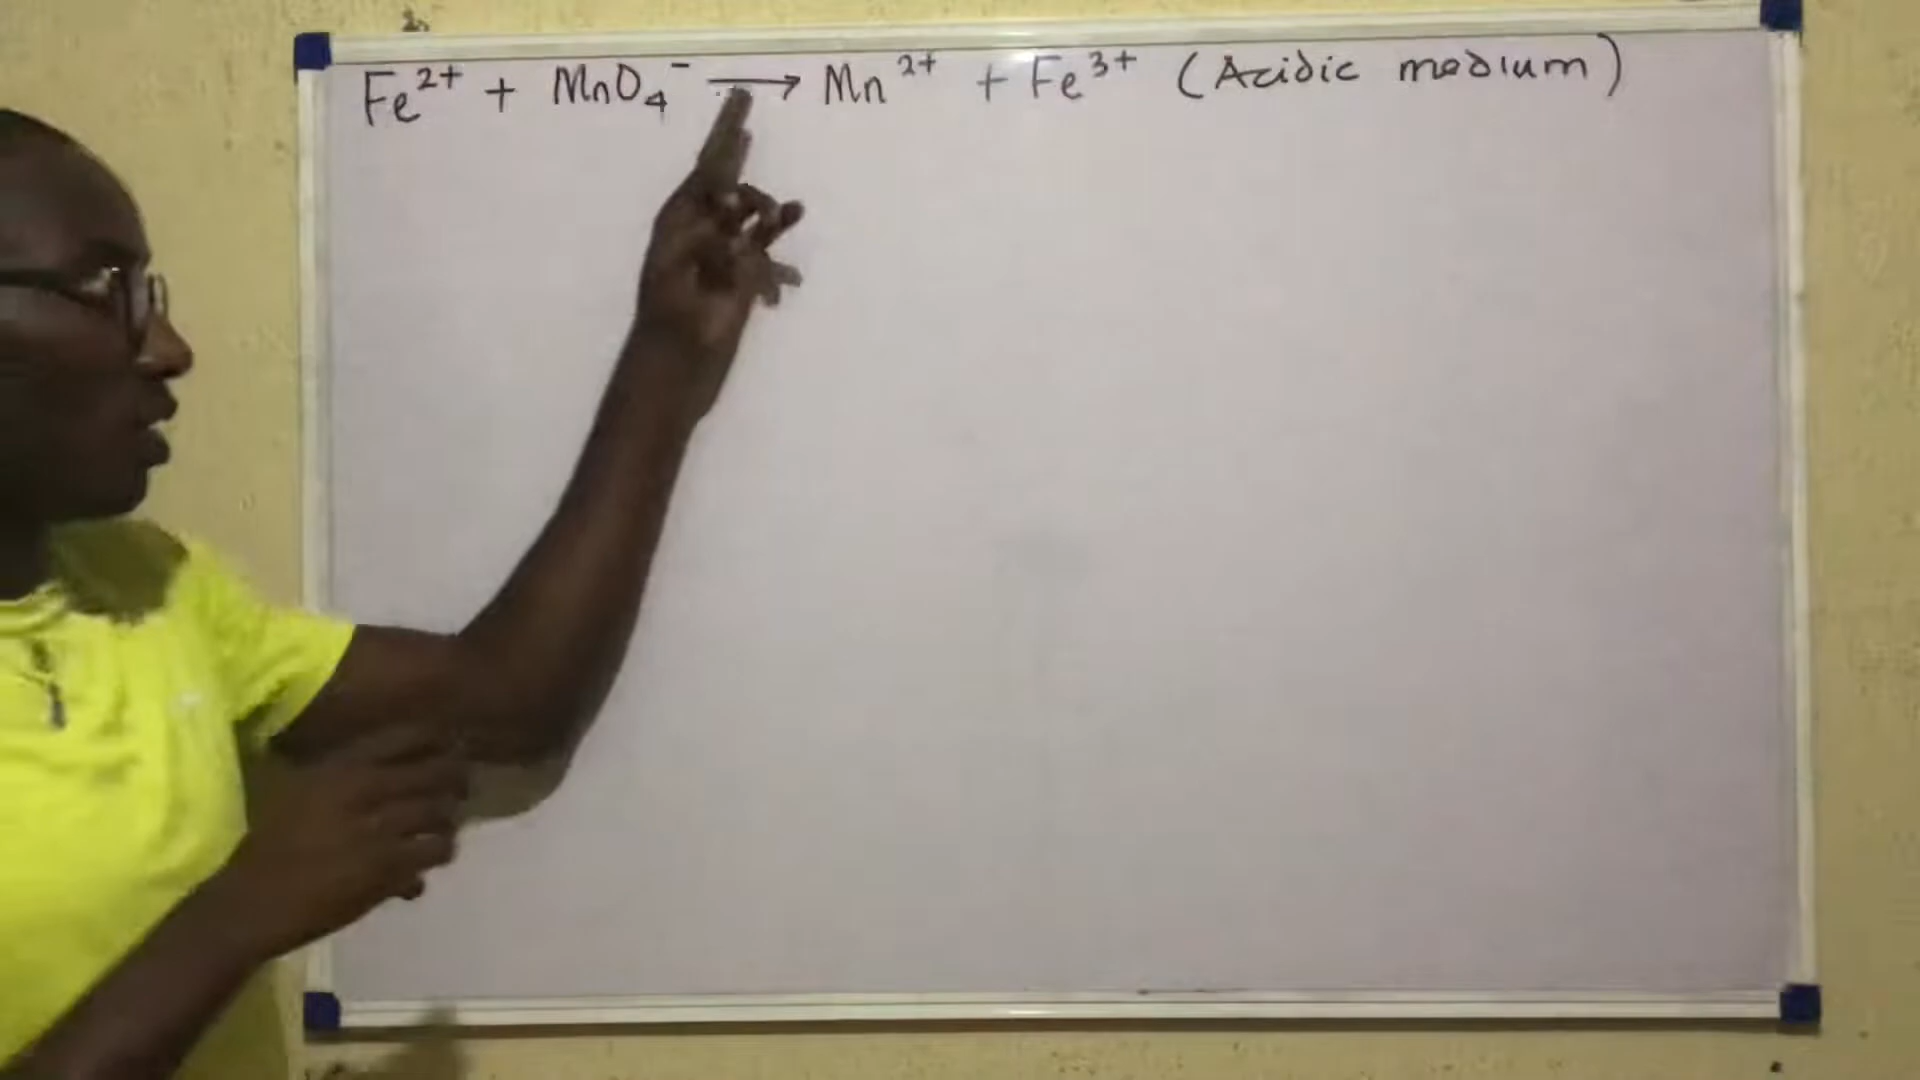 Fe²⁺ + MnO₄⁻ → Mn²⁺ + Fe³⁺ (Acidic medium)